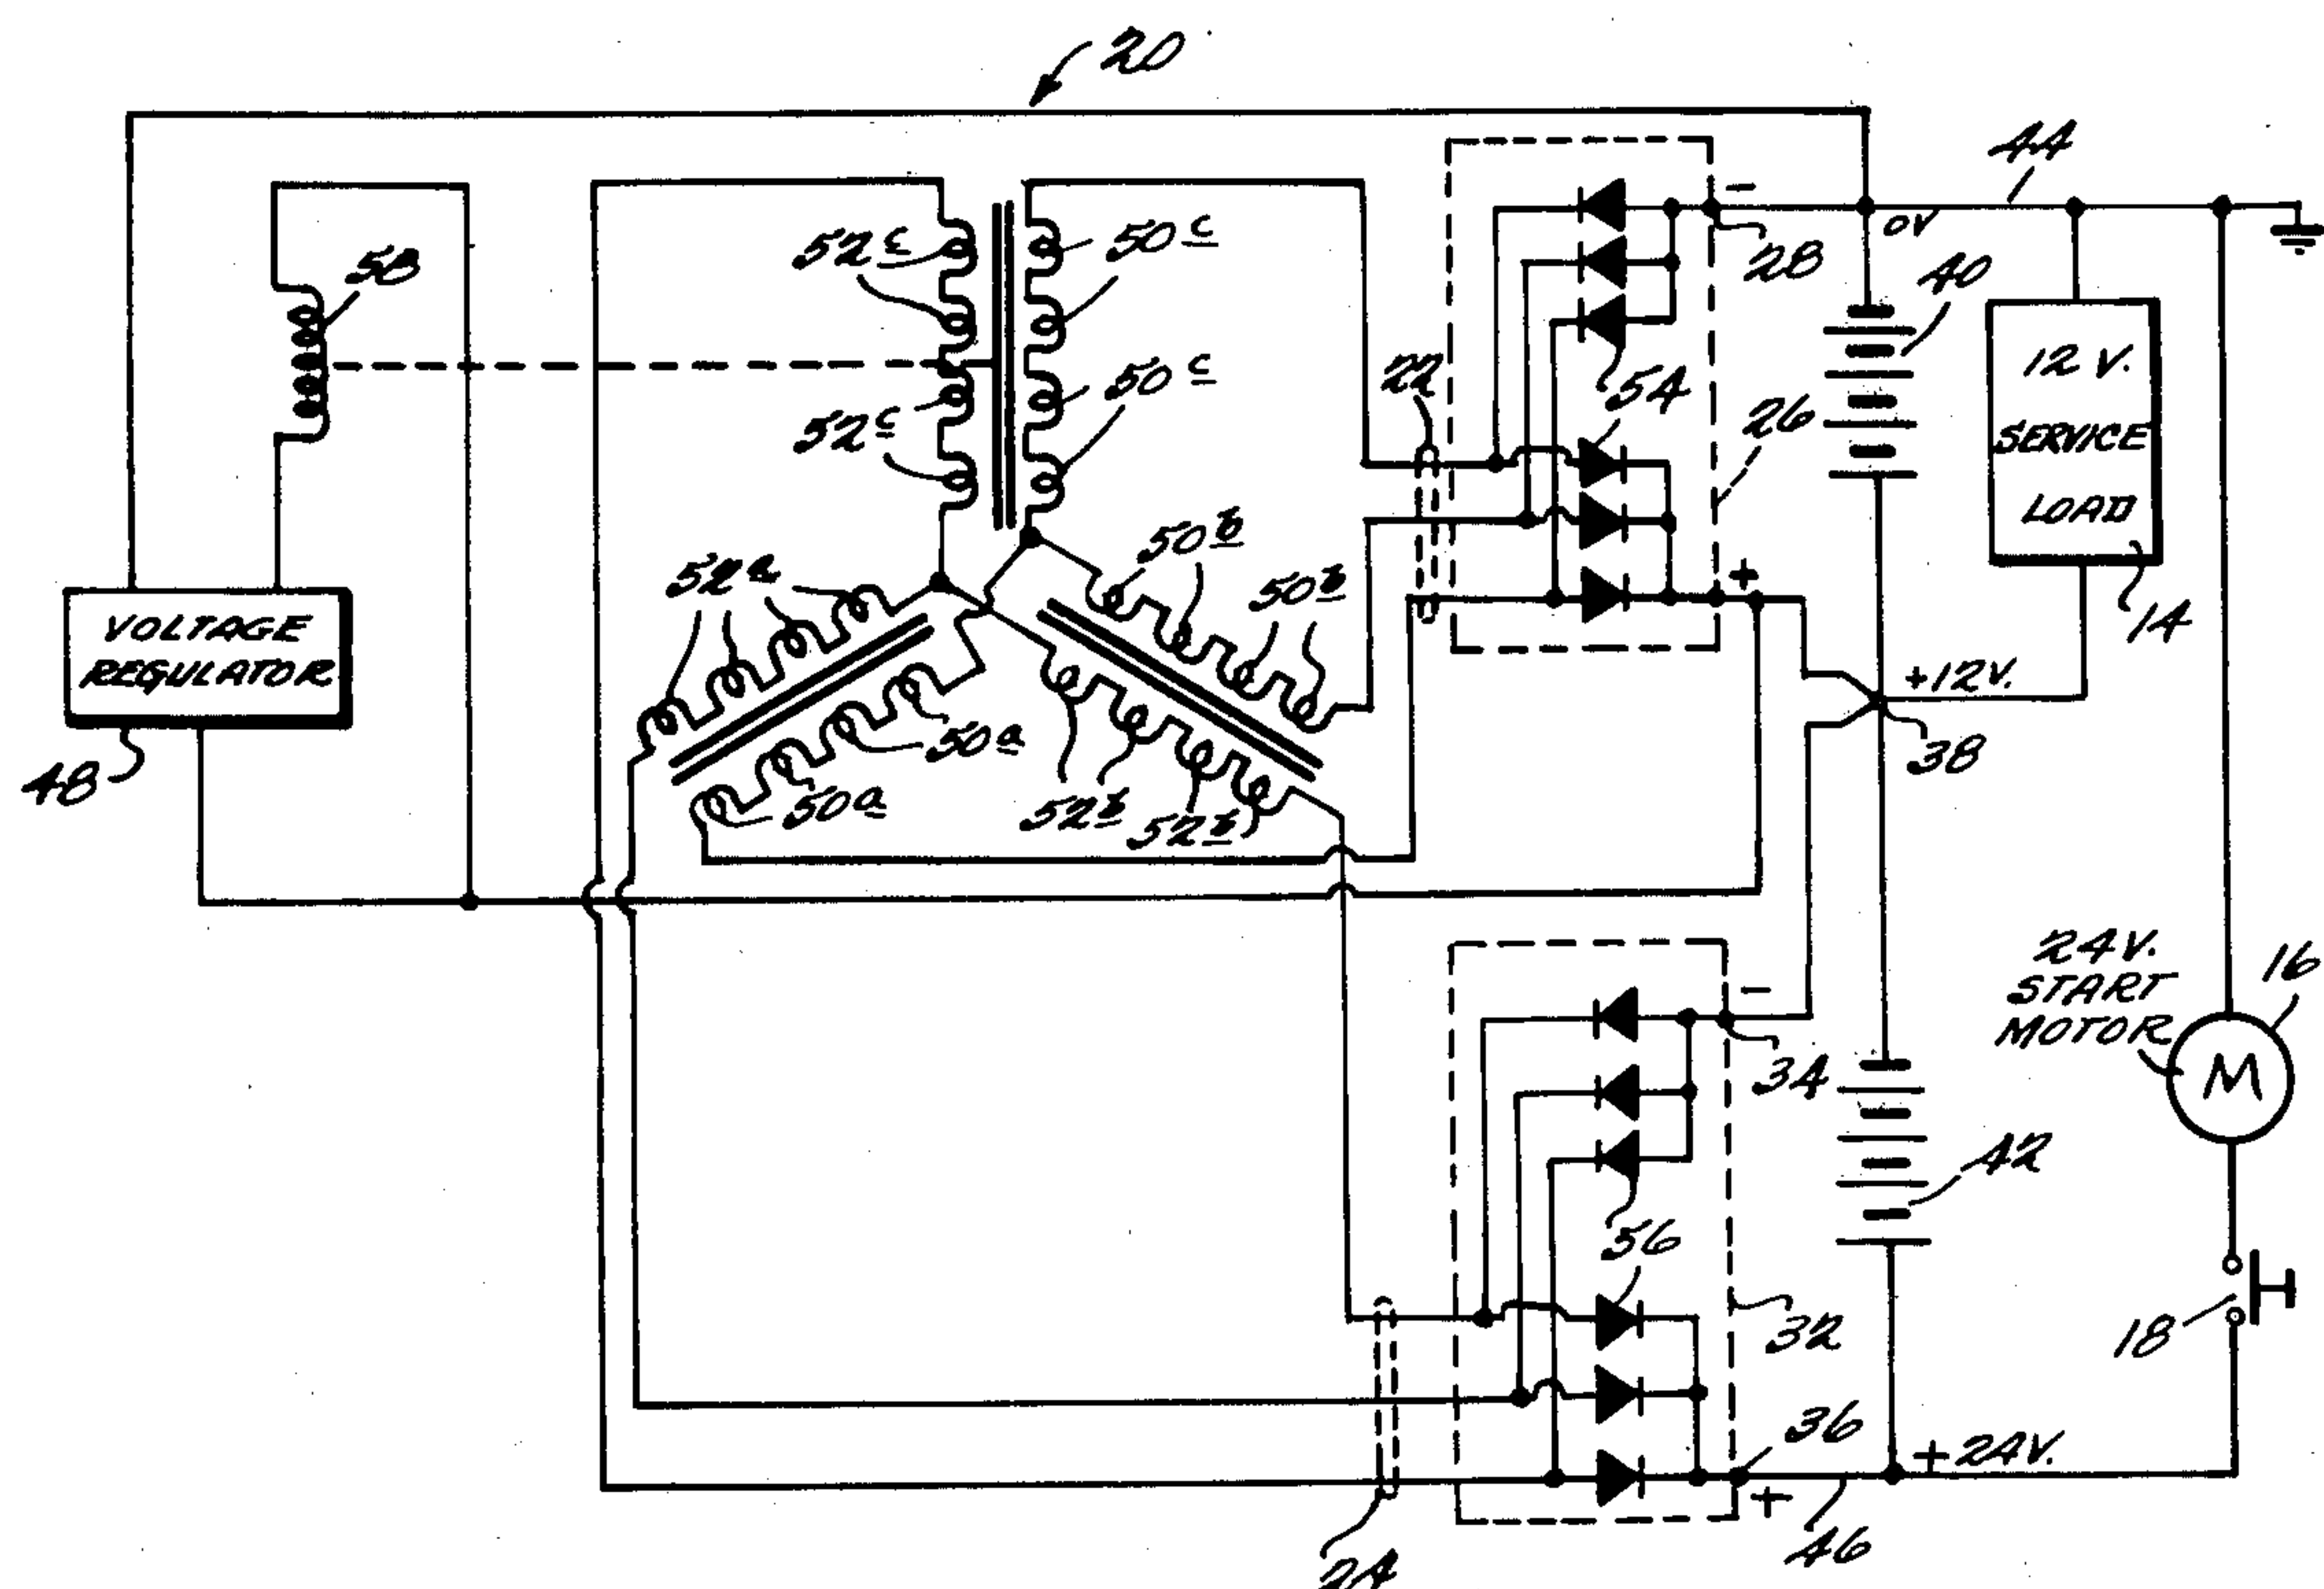 20
44
-
0V
28
40
58
52c
50c
52c
50c
22
54
26
12 V.
SERVICE
LOAD
14
+
50b
50b
52a
VOLTAGE
REGULATOR
48
50a
50a
52b
52b
+12V.
38
24V.
START
MOTOR
16
M
-
34
42
56
32
18
36
+24V.
+
46
24